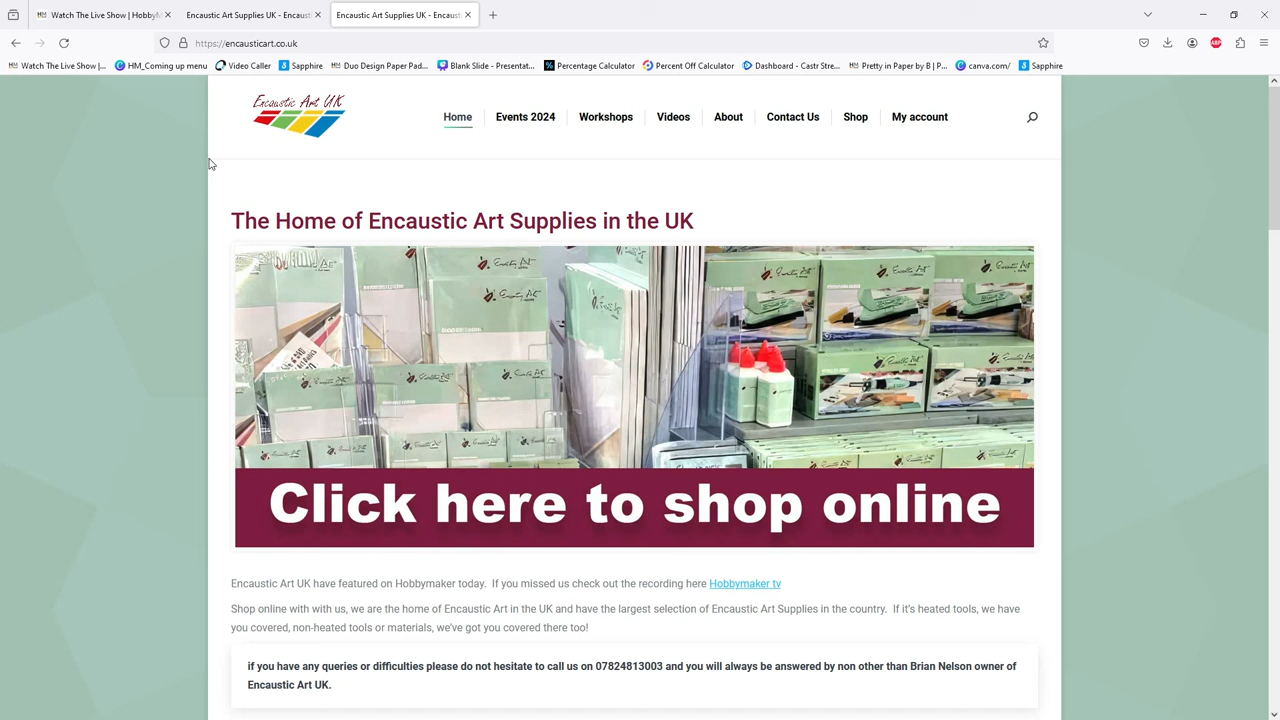 Watch The Live Show | HobbyM
Encaustic Art Supplies UK - Encaust
Encaustic Art Supplies UK - Encaust
https://encausticart.co.uk
Watch The Live Show |...
HM_Coming up menu
Video Caller
Sapphire
Duo Design Paper Pad...
Blank Slide - Presentat...
Percentage Calculator
Percent Off Calculator
Dashboard - Castr Stre...
Pretty in Paper by B | P...
canva.com/
Sapphire
Encaustic Art UK
Home
Events 2024
Workshops
Videos
About
Contact Us
Shop
My account
The Home of Encaustic Art Supplies in the UK
Click here to shop online
Encaustic Art UK have featured on Hobbymaker today.  If you missed us check out the recording here Hobbymaker tv
Shop online with with us, we are the home of Encaustic Art in the UK and have the largest selection of Encaustic Art Supplies in the country.  If it's heated tools, we have
you covered, non-heated tools or materials, we've got you covered there too!
if you have any queries or difficulties please do not hesitate to call us on 07824813003 and you will always be answered by non other than Brian Nelson owner of
Encaustic Art UK.